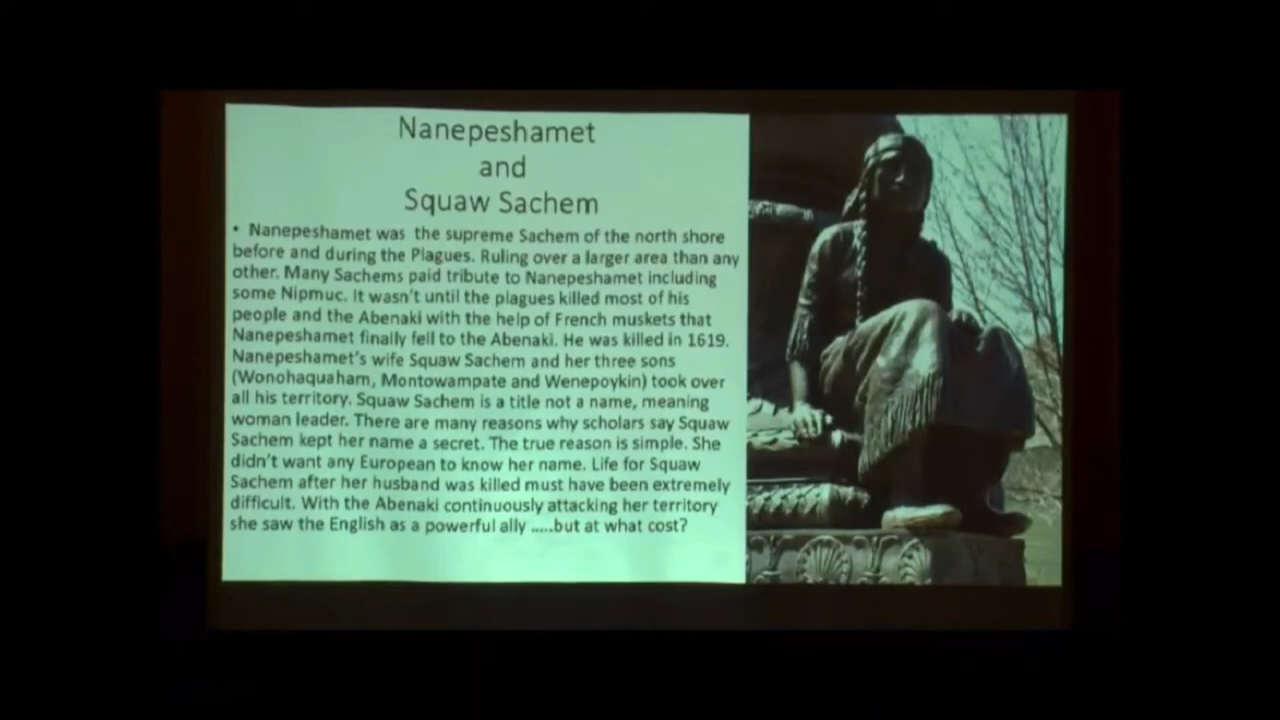 Nanepeshamet
and
Squaw Sachem
• Nanepeshamet was the supreme Sachem of the north shore
before and during the Plagues. Ruling over a larger area than any
other. Many Sachems paid tribute to Nanepeshamet including
some Nipmuc. It wasn't until the plagues killed most of his
people and the Abenaki with the help of French muskets that
Nanepeshamet finally fell to the Abenaki. He was killed in 1619.
Nanepeshamet's wife Squaw Sachem and her three sons
(Wonohaquaham, Montowampate and Wenepoykin) took over
all his territory. Squaw Sachem is a title not a name, meaning
woman leader. There are many reasons why scholars say Squaw
Sachem kept her name a secret. The true reason is simple. She
didn't want any European to know her name. Life for Squaw
Sachem after her husband was killed must have been extremely
difficult. With the Abenaki continuously attacking her territory
she saw the English as a powerful ally .....but at what cost?